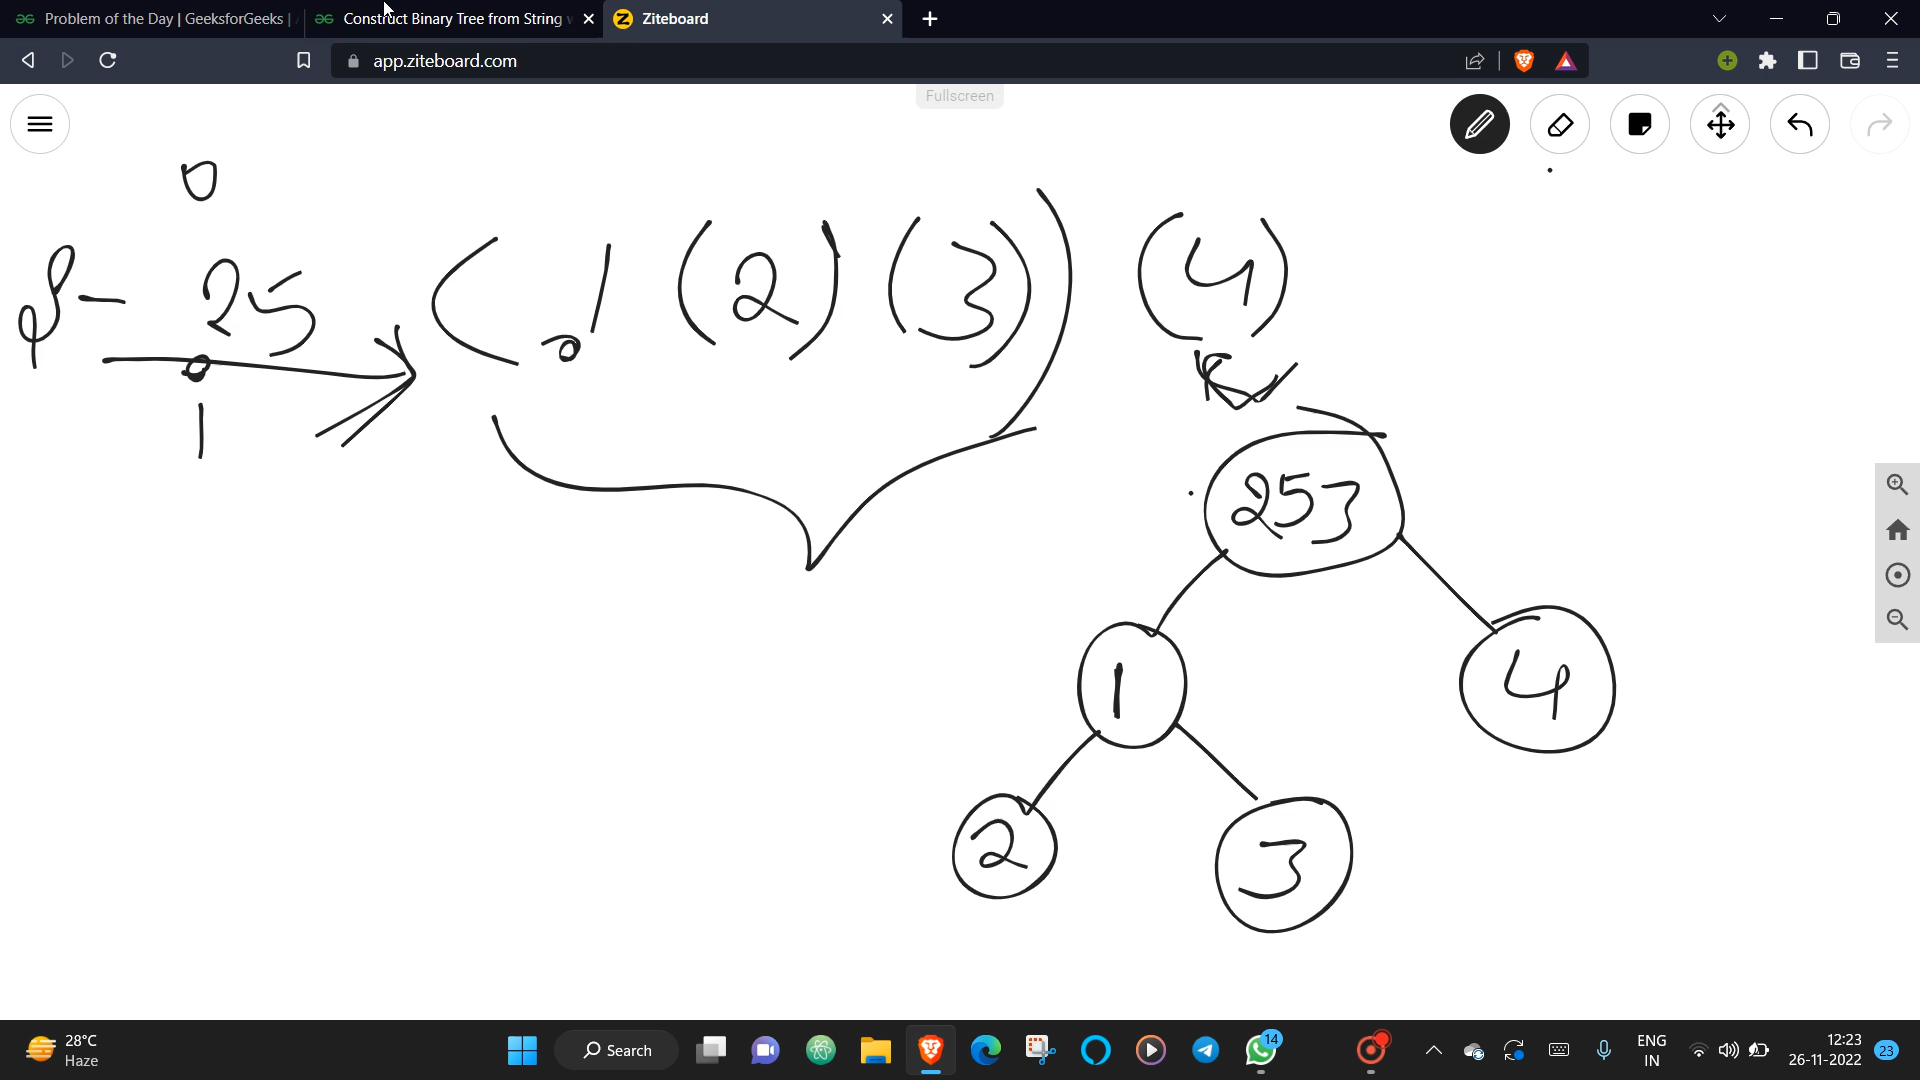 Problem of the Day | GeeksforGeeks |
Construct Binary Tree from String w
Ziteboard
app.ziteboard.com
Fullscreen
0
25 ( 1 (2) (3) ) (4)
1
253
1 4
2 3
28°C
Haze
Search
14
ENG
IN
12:23
26-11-2022
23